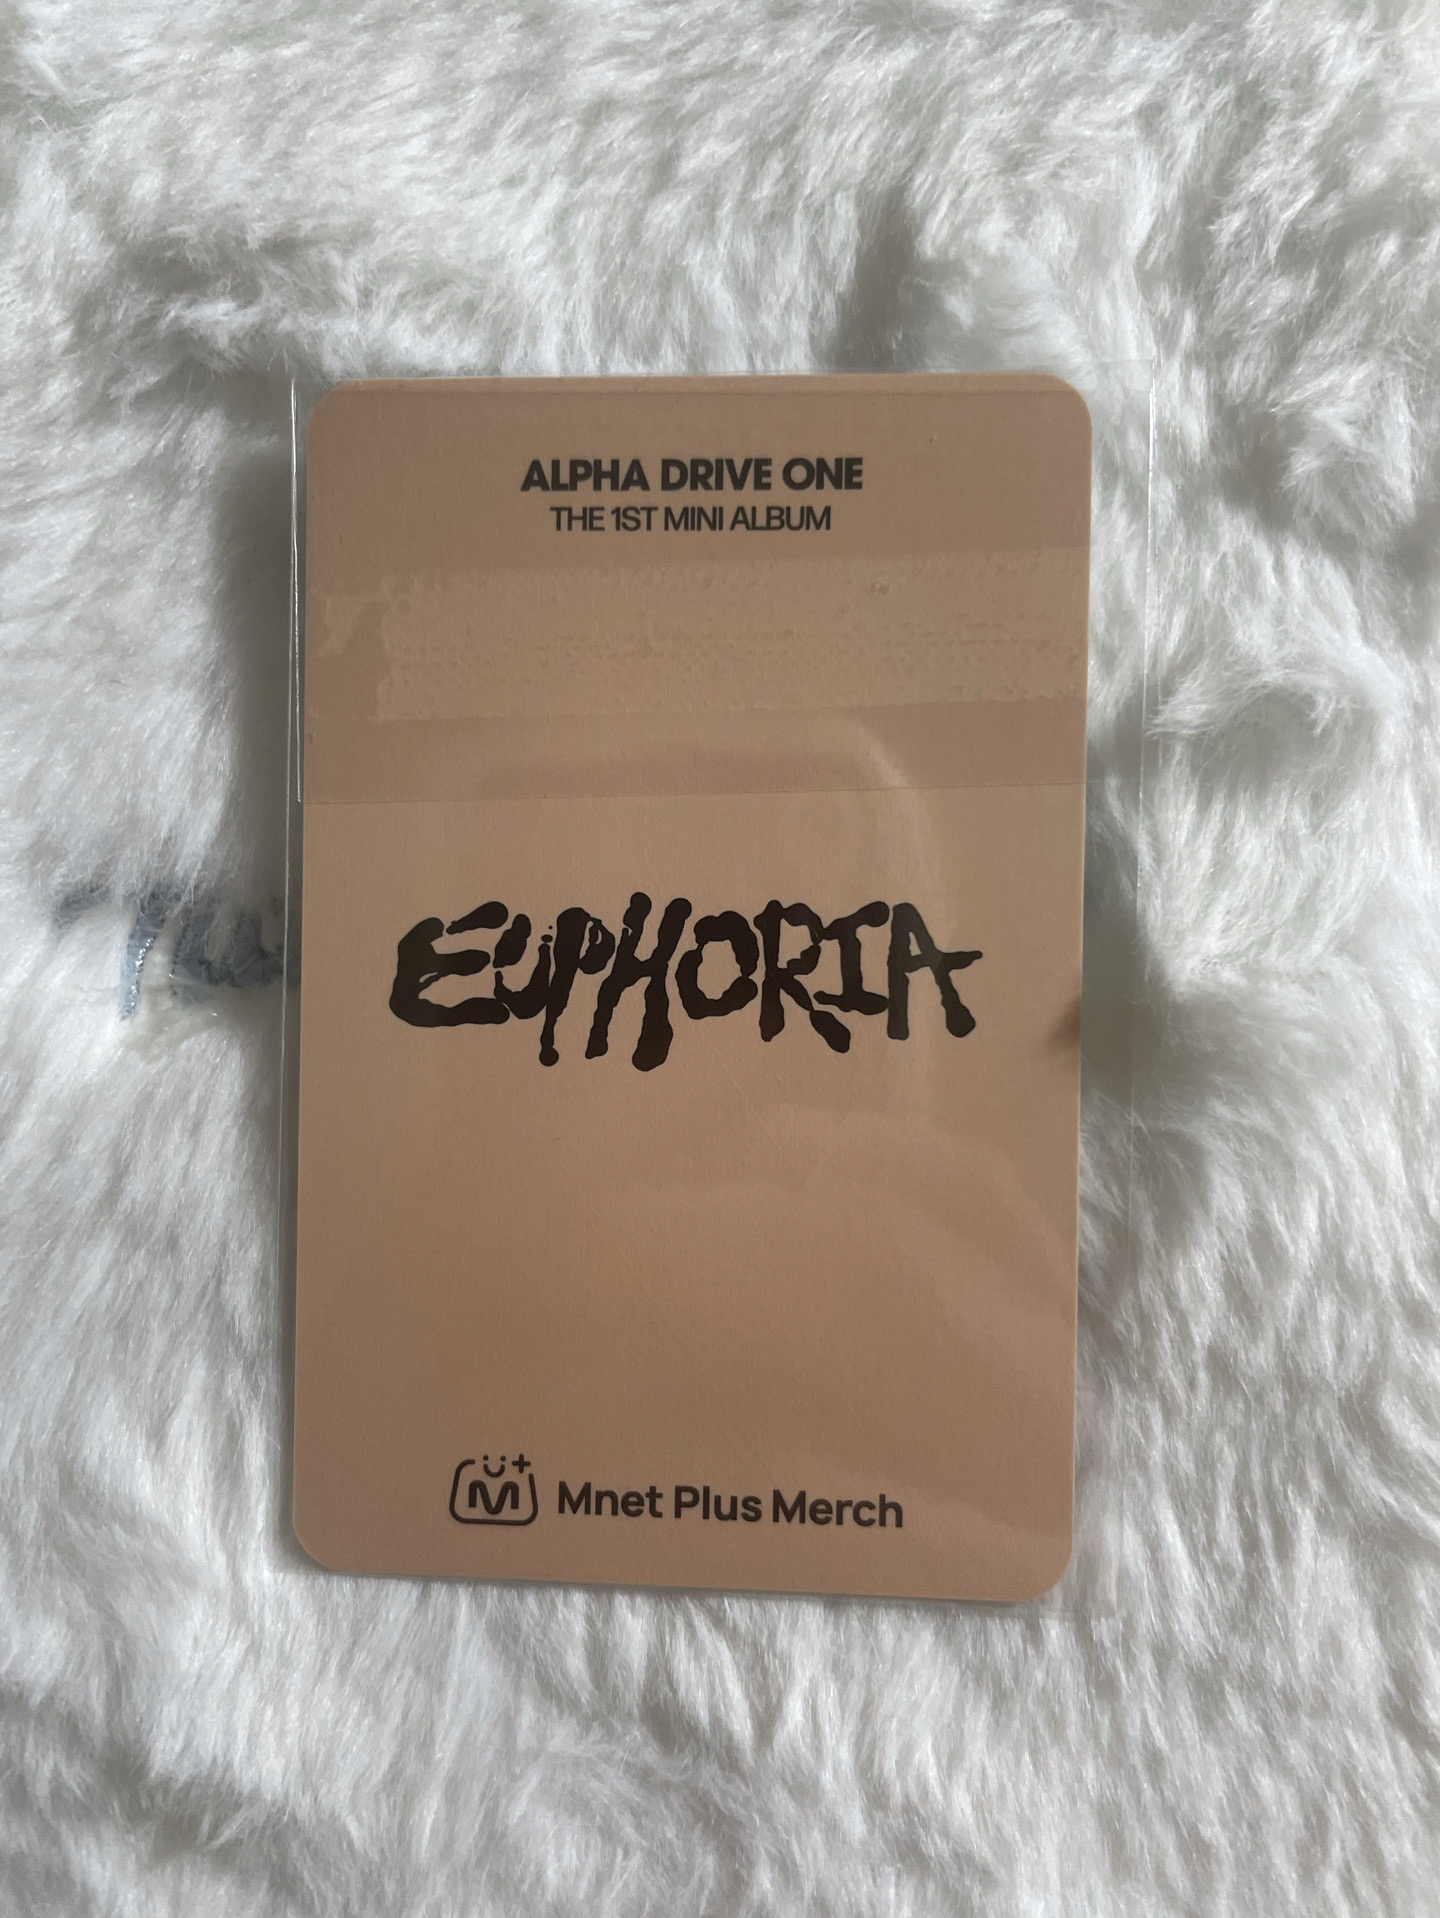 ALPHA DRIVE ONE
THE 1ST MINI ALBUM
EUPHORIA
Mnet Plus Merch